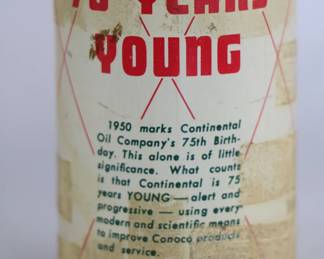 YEARS
YOUNG
1950 marks Continental
Oil Company's 75th Birth-
day. This alone is of little
significance. What counts
is that Continental is 75
years YOUNG—alert and
progressive — using every
modern and scientific means
to improve Conoco products
and service.